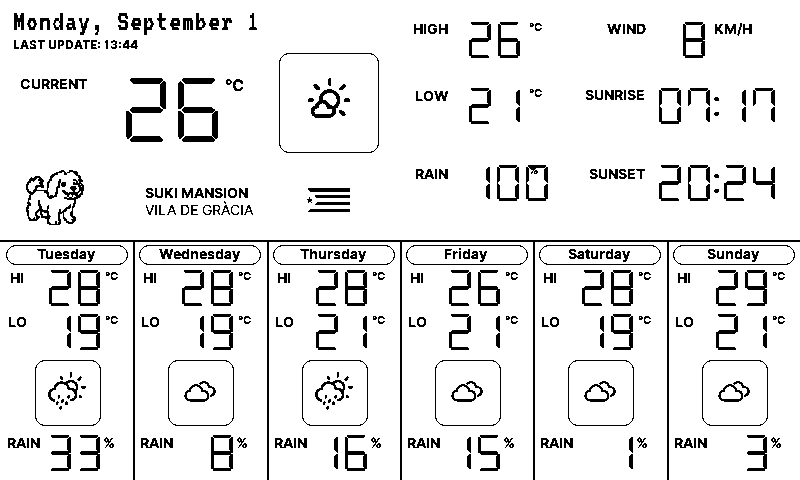 Monday, September 1
LAST UPDATE: 13:44
CURRENT 26 °C
SUKI MANSION
VILA DE GRÀCIA
HIGH 26 °C
LOW 21 °C
RAIN 100 %
WIND 8 KM/H
SUNRISE 07:17
SUNSET 20:24
Tuesday
HI 28 °C
LO 19 °C
RAIN 33 %
Wednesday
HI 28 °C
LO 19 °C
RAIN 8 %
Thursday
HI 28 °C
LO 21 °C
RAIN 16 %
Friday
HI 26 °C
LO 21 °C
RAIN 15 %
Saturday
HI 28 °C
LO 19 °C
RAIN 1 %
Sunday
HI 29 °C
LO 21 °C
RAIN 3 %